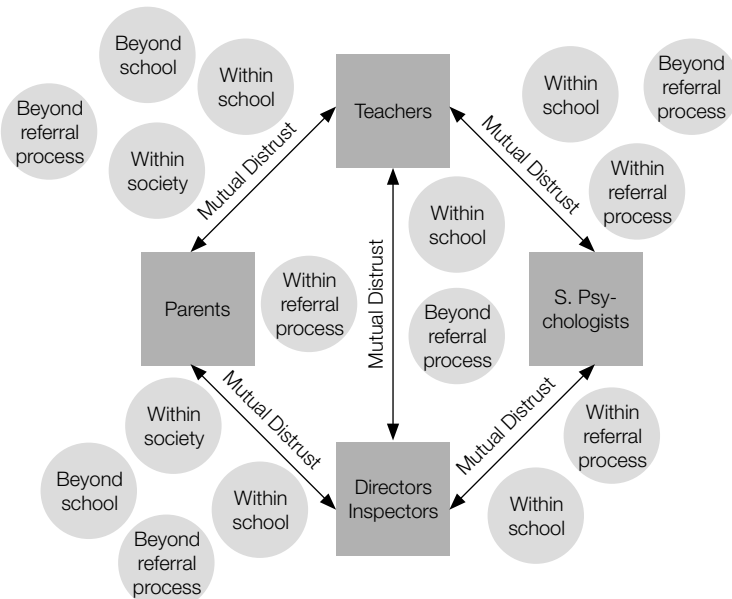 Beyond
school
Within
school
Beyond
referral
process
Within
society
Mutual Distrust
Teachers
Mutual Distrust
Within
school
Beyond
referral
process
Within
referral
process
Within
school
Mutual Distrust
Beyond
referral
process
Parents
Within
referral
process
S. Psy-
chologists
Mutual Distrust
Within
society
Beyond
school
Within
school
Beyond
referral
process
Directors
Inspectors
Mutual Distrust
Within
referral
process
Within
school